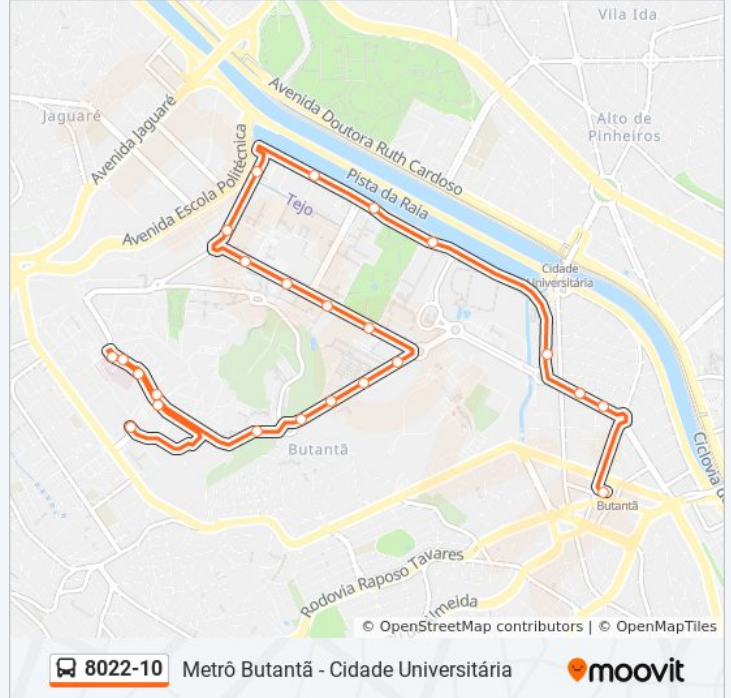 Vila Ida
Jaguaré
Avenida Jaguaré
Avenida Doutora Ruth Cardoso
Alto de
Pinheiros
Avenida Escola Politécnica
Pista da Raia
Tejo
Cidade
Universitária
Butantã
Ciclovia
Butantã
Rodovia Raposo Tavares
Almeida
© OpenStreetMap contributors | © OpenMapTiles
8022-10 Metrô Butantã - Cidade Universitária moovit